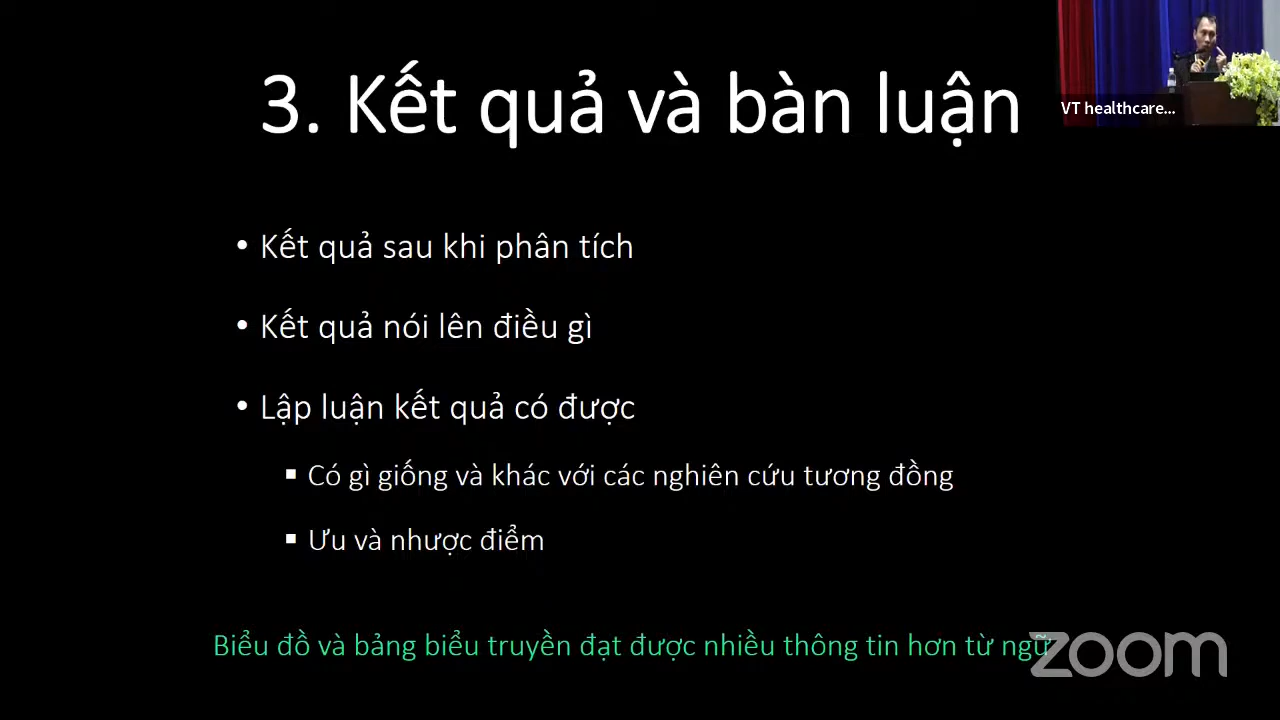 3. Kết quả và bàn luận
VT healthcare...
• Kết quả sau khi phân tích
• Kết quả nói lên điều gì
• Lập luận kết quả có được
▪ Có gì giống và khác với các nghiên cứu tương đồng
▪ Ưu và nhược điểm
Biểu đồ và bảng biểu truyền đạt được nhiều thông tin hơn từ ngữ
zoom